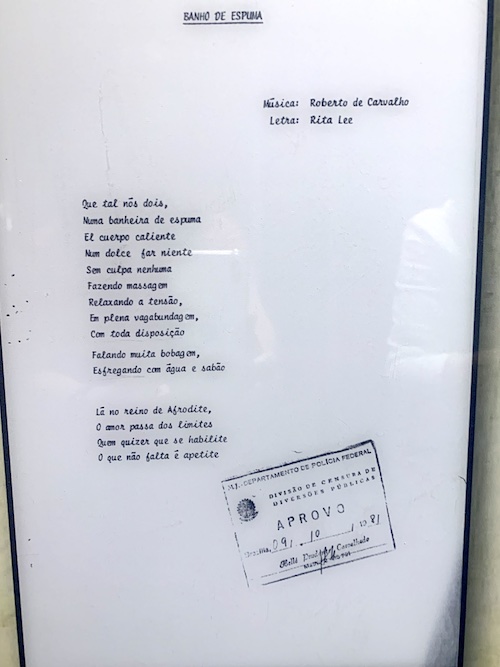 BANHO DE ESPUMA
Música: Roberto de Carvalho
Letra: Rita Lee
Que tal nós dois,
Numa banheira de espuma
El cuerpo caliente
Num dolce far niente
Sem culpa nenhuma
Fazendo massagem
Relaxando a tensão,
Em plena vagabundagem,
Com toda disposição
Falando muita bobagem,
Esfregando com água e sabão
Lá no reino de Afrodite,
O amor passa dos limites
Quem quizer que se habilite
O que não falta é apetite
M.J.-DEPARTAMENTO DE POLÍCIA FEDERAL
DIVISÃO DE CENSURA DE
DIVERSÕES PÚBLICAS
APROVO
09, 10 / 1981
Carvalhado